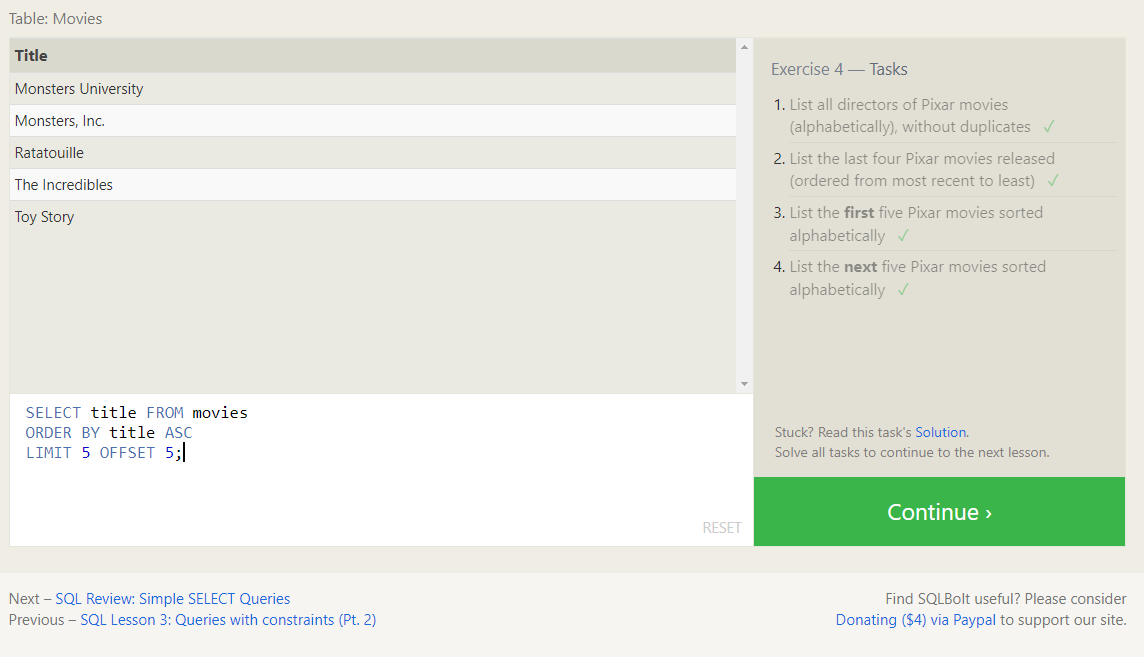 Table: Movies
Title
Monsters University
Monsters, Inc.
Ratatouille
The Incredibles
Toy Story
SELECT title FROM movies
ORDER BY title ASC
LIMIT 5 OFFSET 5;
RESET
Exercise 4 — Tasks
1. List all directors of Pixar movies
(alphabetically), without duplicates ✓
2. List the last four Pixar movies released
(ordered from most recent to least) ✓
3. List the first five Pixar movies sorted
alphabetically ✓
4. List the next five Pixar movies sorted
alphabetically ✓
Stuck? Read this task's Solution.
Solve all tasks to continue to the next lesson.
Continue ›
Next – SQL Review: Simple SELECT Queries
Previous – SQL Lesson 3: Queries with constraints (Pt. 2)
Find SQLBolt useful? Please consider
Donating ($4) via Paypal to support our site.